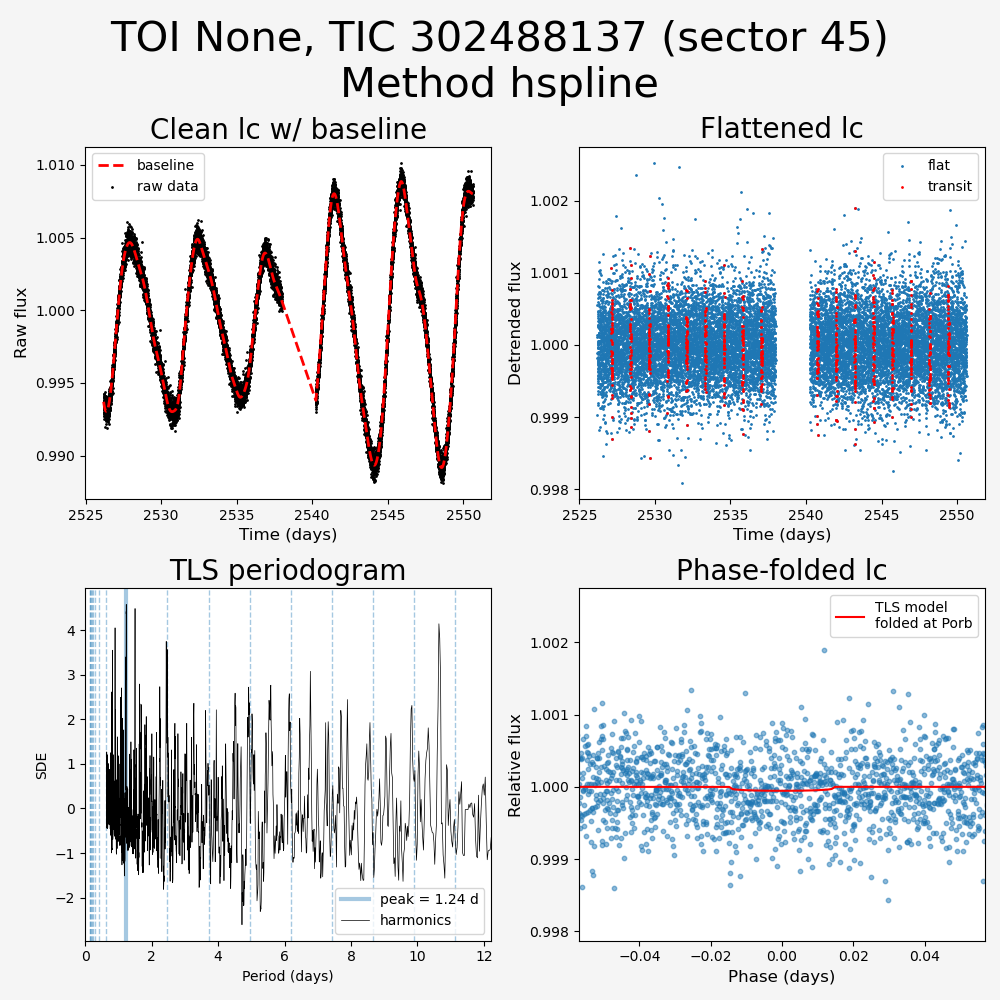 TOI None, TIC 302488137 (sector 45)
Method hspline
Clean lc w/ baseline
baseline
raw data
1.010
1.005
1.000
0.995
0.990
Raw flux
2525
2530
2535
2540
2545
2550
Time (days)
Flattened lc
flat
transit
1.002
1.001
1.000
0.999
0.998
Detrended flux
2525
2530
2535
2540
2545
2550
Time (days)
TLS periodogram
4
3
2
1
0
−1
−2
SDE
peak = 1.24 d
harmonics
0
2
4
6
8
10
12
Period (days)
Phase-folded lc
TLS model
folded at Porb
1.002
1.001
1.000
0.999
0.998
Relative flux
−0.04
−0.02
0.00
0.02
0.04
Phase (days)